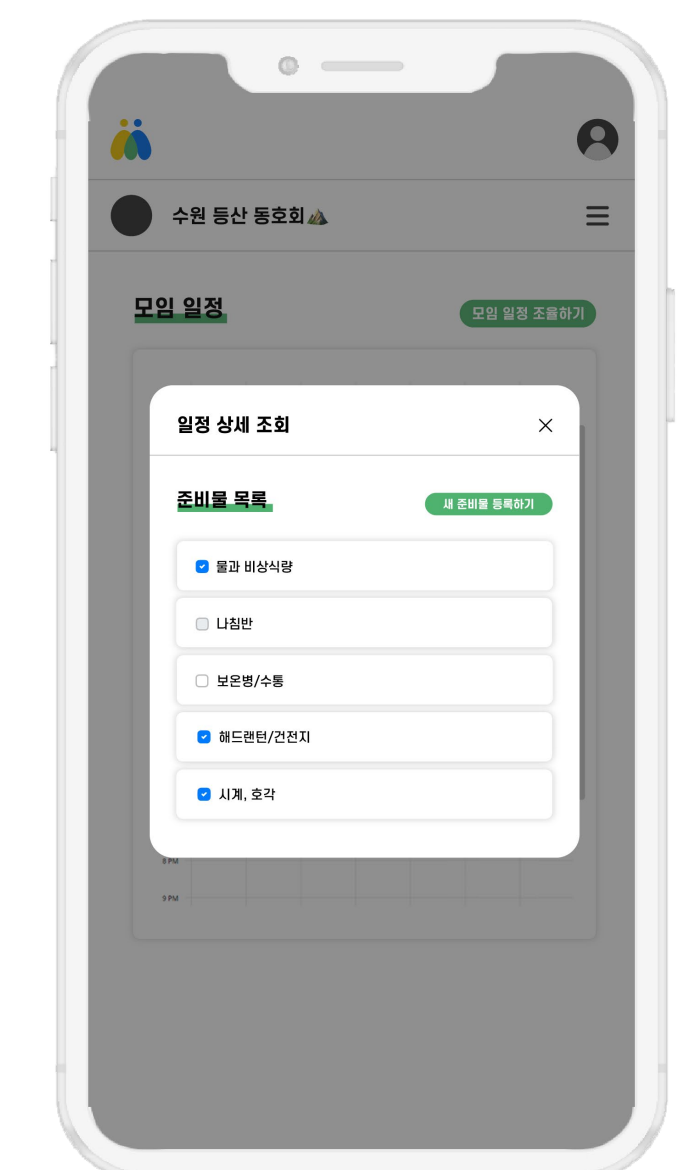 수원 등산 동호회
모임 일정
모임 일정 조율하기
일정 상세 조회
준비물 목록
새 준비물 등록하기
물과 비상식량
나침반
보온병/수통
해드랜턴/건전지
시계, 호각
8 PM
9 PM